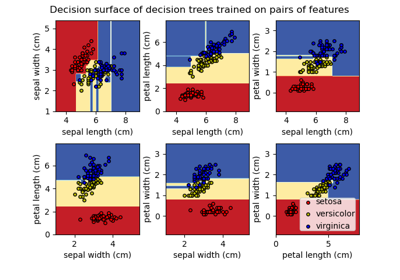 Decision surface of decision trees trained on pairs of features
5
4
3
2
1
sepal width (cm)
4
6
8
sepal length (cm)
6
4
2
0
petal length (cm)
4
6
8
sepal length (cm)
3
2
1
0
petal width (cm)
4
6
8
sepal length (cm)
8
6
4
2
0
petal length (cm)
2
4
sepal width (cm)
3
2
1
0
petal width (cm)
2
4
sepal width (cm)
3
2
1
0
petal width (cm)
0
5
petal length (cm)
setosa
versicolor
virginica